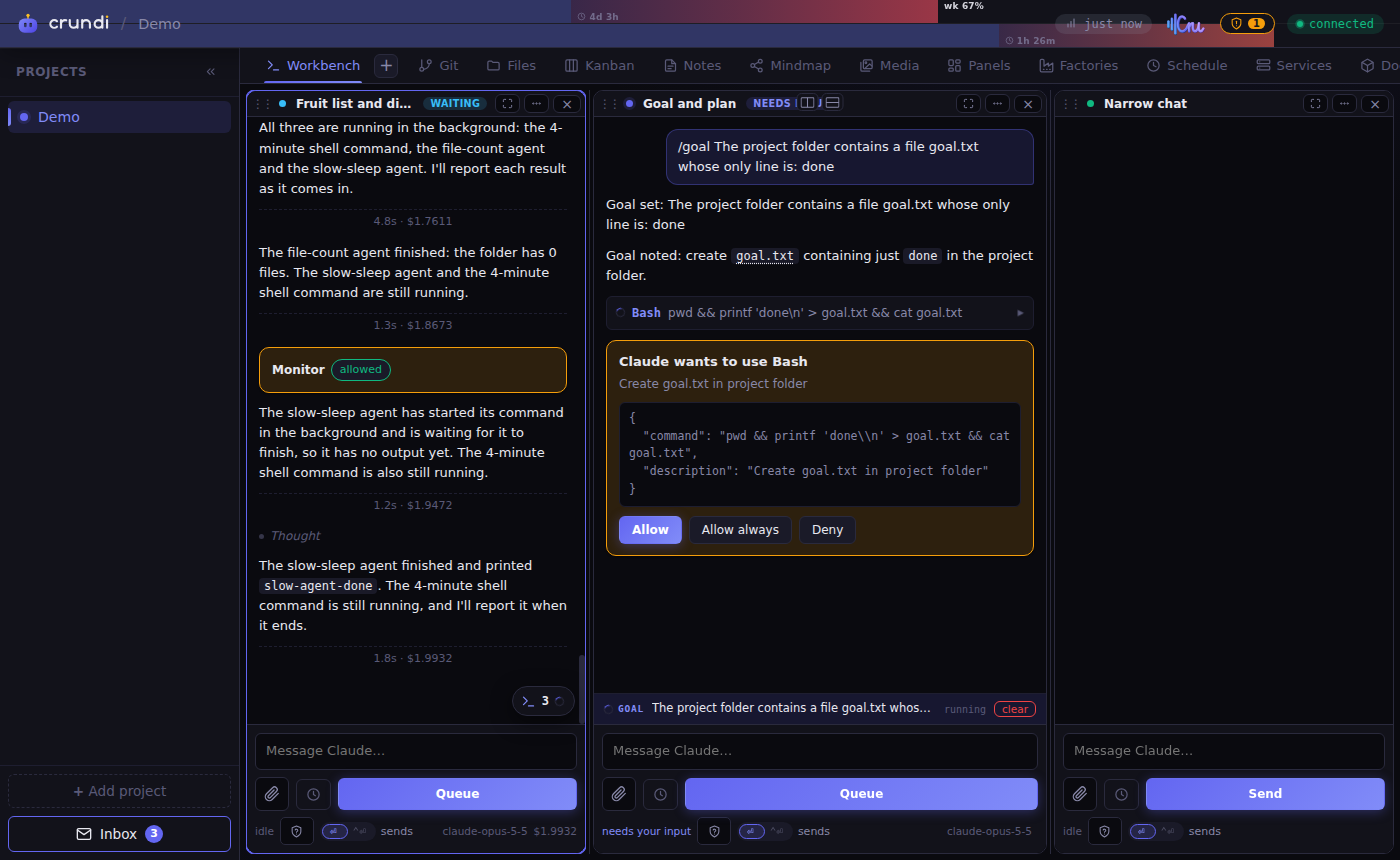 crundi / Demo
4d 3h
wk 67%
1h 26m
just now
1
connected
PROJECTS
Demo
+ Add project
Inbox 3
Workbench
+
Git
Files
Kanban
Notes
Mindmap
Media
Panels
Factories
Schedule
Services
Do
Fruit list and di... WAITING
All three are running in the background: the 4-
minute shell command, the file-count agent
and the slow-sleep agent. I'll report each result
as it comes in.
4.8s · $1.7611
The file-count agent finished: the folder has 0
files. The slow-sleep agent and the 4-minute
shell command are still running.
1.3s · $1.8673
Monitor allowed
The slow-sleep agent has started its command
in the background and is waiting for it to
finish, so it has no output yet. The 4-minute
shell command is also still running.
1.2s · $1.9472
Thought
The slow-sleep agent finished and printed
slow-agent-done. The 4-minute shell
command is still running, and I'll report it when
it ends.
1.8s · $1.9932
3
Message Claude...
Queue
idle
sends
claude-opus-5-5 $1.9932
Goal and plan NEEDS
/goal The project folder contains a file goal.txt
whose only line is: done
Goal set: The project folder contains a file goal.txt whose only
line is: done
Goal noted: create goal.txt containing just done in the project
folder.
Bash pwd && printf 'done\n' > goal.txt && cat goal.txt
Claude wants to use Bash
Create goal.txt in project folder
{
"command": "pwd && printf 'done\\n' > goal.txt && cat
goal.txt",
"description": "Create goal.txt in project folder"
}
Allow
Allow always
Deny
GOAL The project folder contains a file goal.txt whos... running clear
Message Claude...
Queue
needs your input
sends
claude-opus-5-5
Narrow chat
Message Claude...
Send
idle
sends